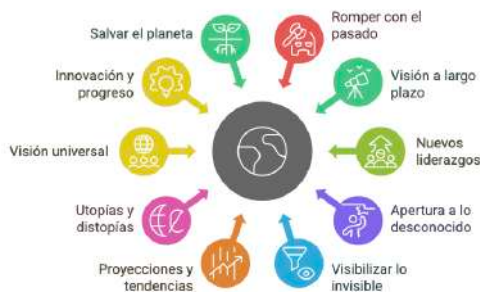 Salvar el planeta
Romper con el
pasado
Innovación y
progreso
Visión a largo
plazo
Visión universal
Nuevos
liderazgos
Utopías y
distopías
Apertura a lo
desconocido
Proyecciones y
tendencias
Visibilizar lo
invisible